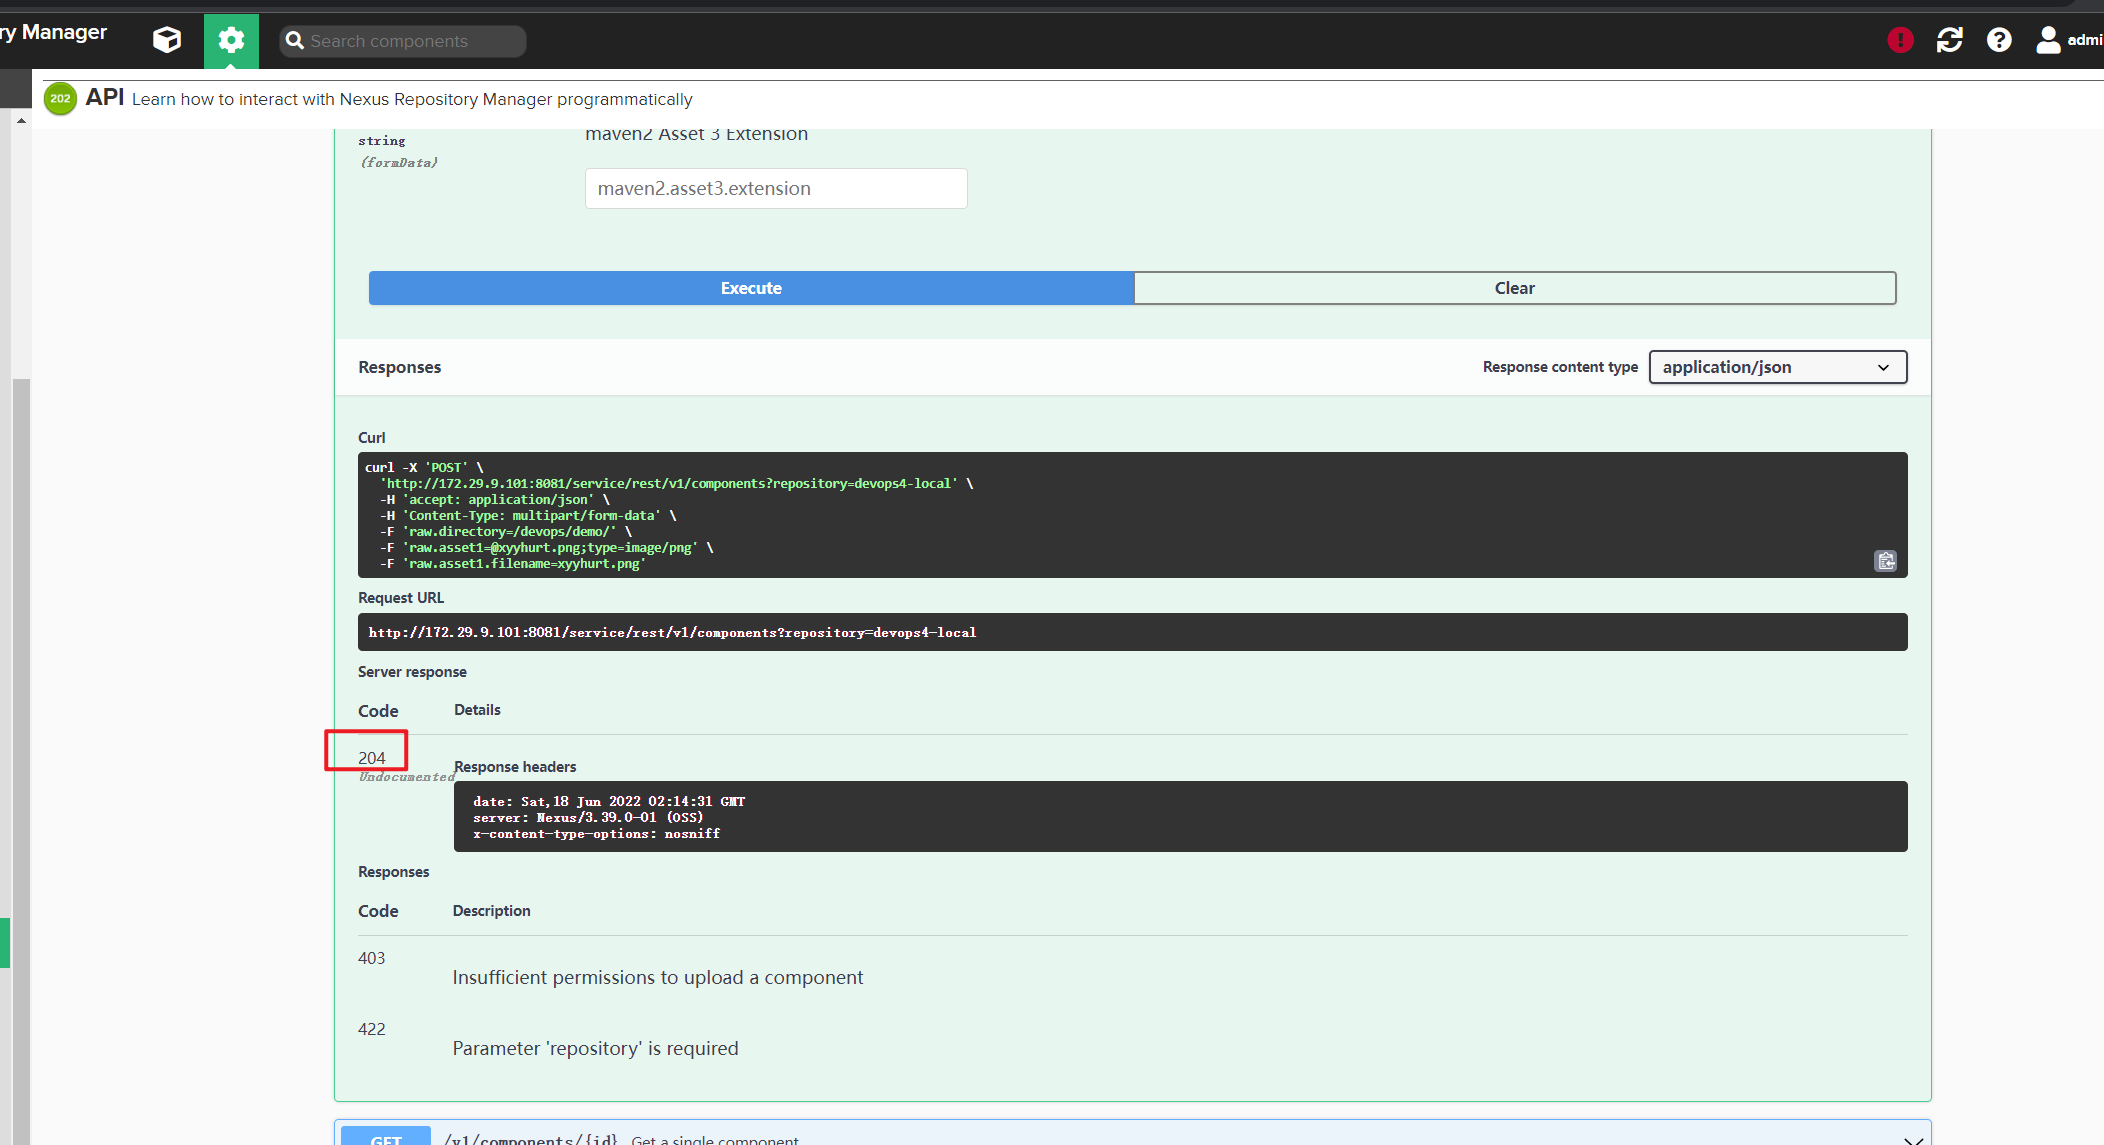 ry Manager
Search components
admi
202 API Learn how to interact with Nexus Repository Manager programmatically
string
(formData)
maven2 Asset 3 Extension
maven2.asset3.extension
Execute
Clear
Responses
Response content type
application/json
Curl
curl -X 'POST' \
'http://172.29.9.101:8081/service/rest/v1/components?repository=devops4-local' \
-H 'accept: application/json' \
-H 'Content-Type: multipart/form-data' \
-F 'raw.directory=/devops/demo/' \
-F 'raw.asset1=@xyyhurt.png;type=image/png' \
-F 'raw.asset1.filename=xyyhurt.png'
Request URL
http://172.29.9.101:8081/service/rest/v1/components?repository=devops4-local
Server response
Code Details
204
Undocumented
Response headers
date: Sat,18 Jun 2022 02:14:31 GMT
server: Nexus/3.39.0-01 (OSS)
x-content-type-options: nosniff
Responses
Code Description
403
Insufficient permissions to upload a component
422
Parameter 'repository' is required
GET /v1/components/{id} Get a single component